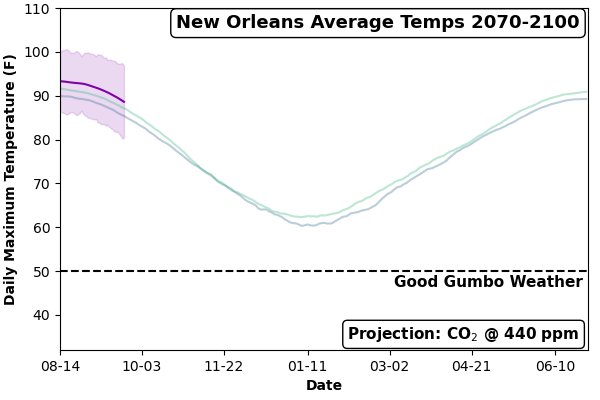 New Orleans Average Temps 2070-2100
Daily Maximum Temperature (F)
110
100
90
80
70
60
50
40
Good Gumbo Weather
Projection: CO₂ @ 440 ppm
08-14 10-03 11-22 01-11 03-02 04-21 06-10
Date